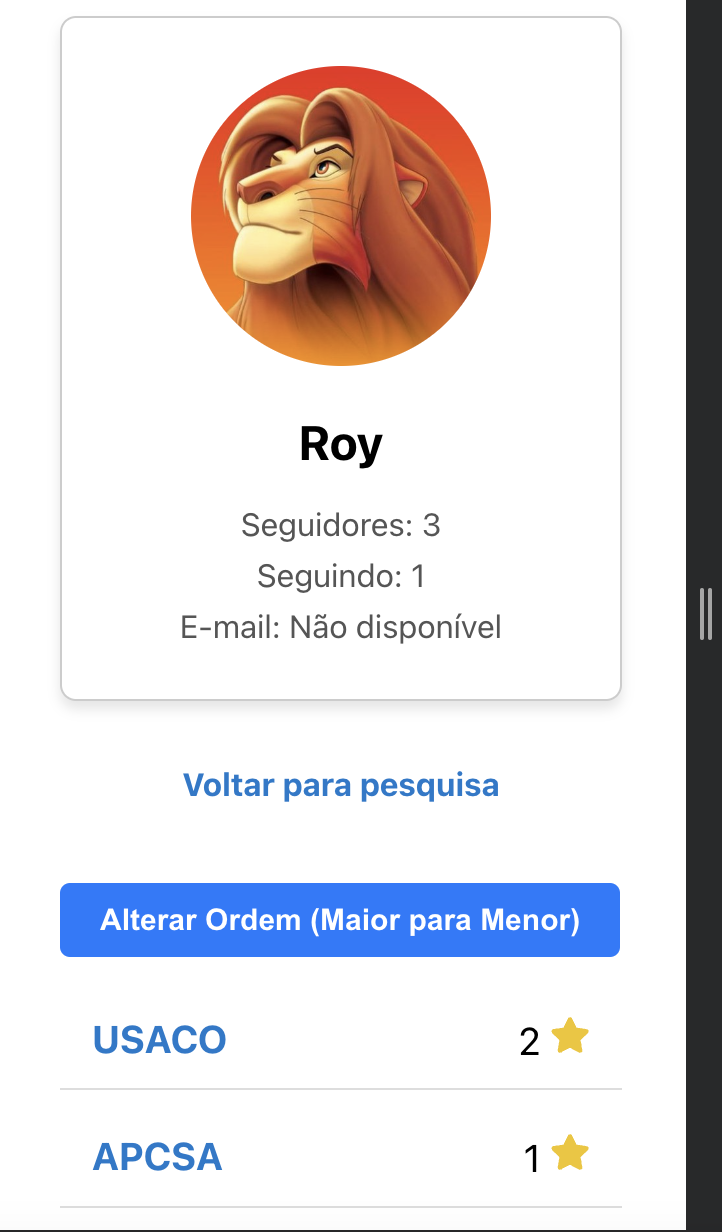 Roy
Seguidores: 3
Seguindo: 1
E-mail: Não disponível
Voltar para pesquisa
Alterar Ordem (Maior para Menor)
USACO 2
APCSA 1